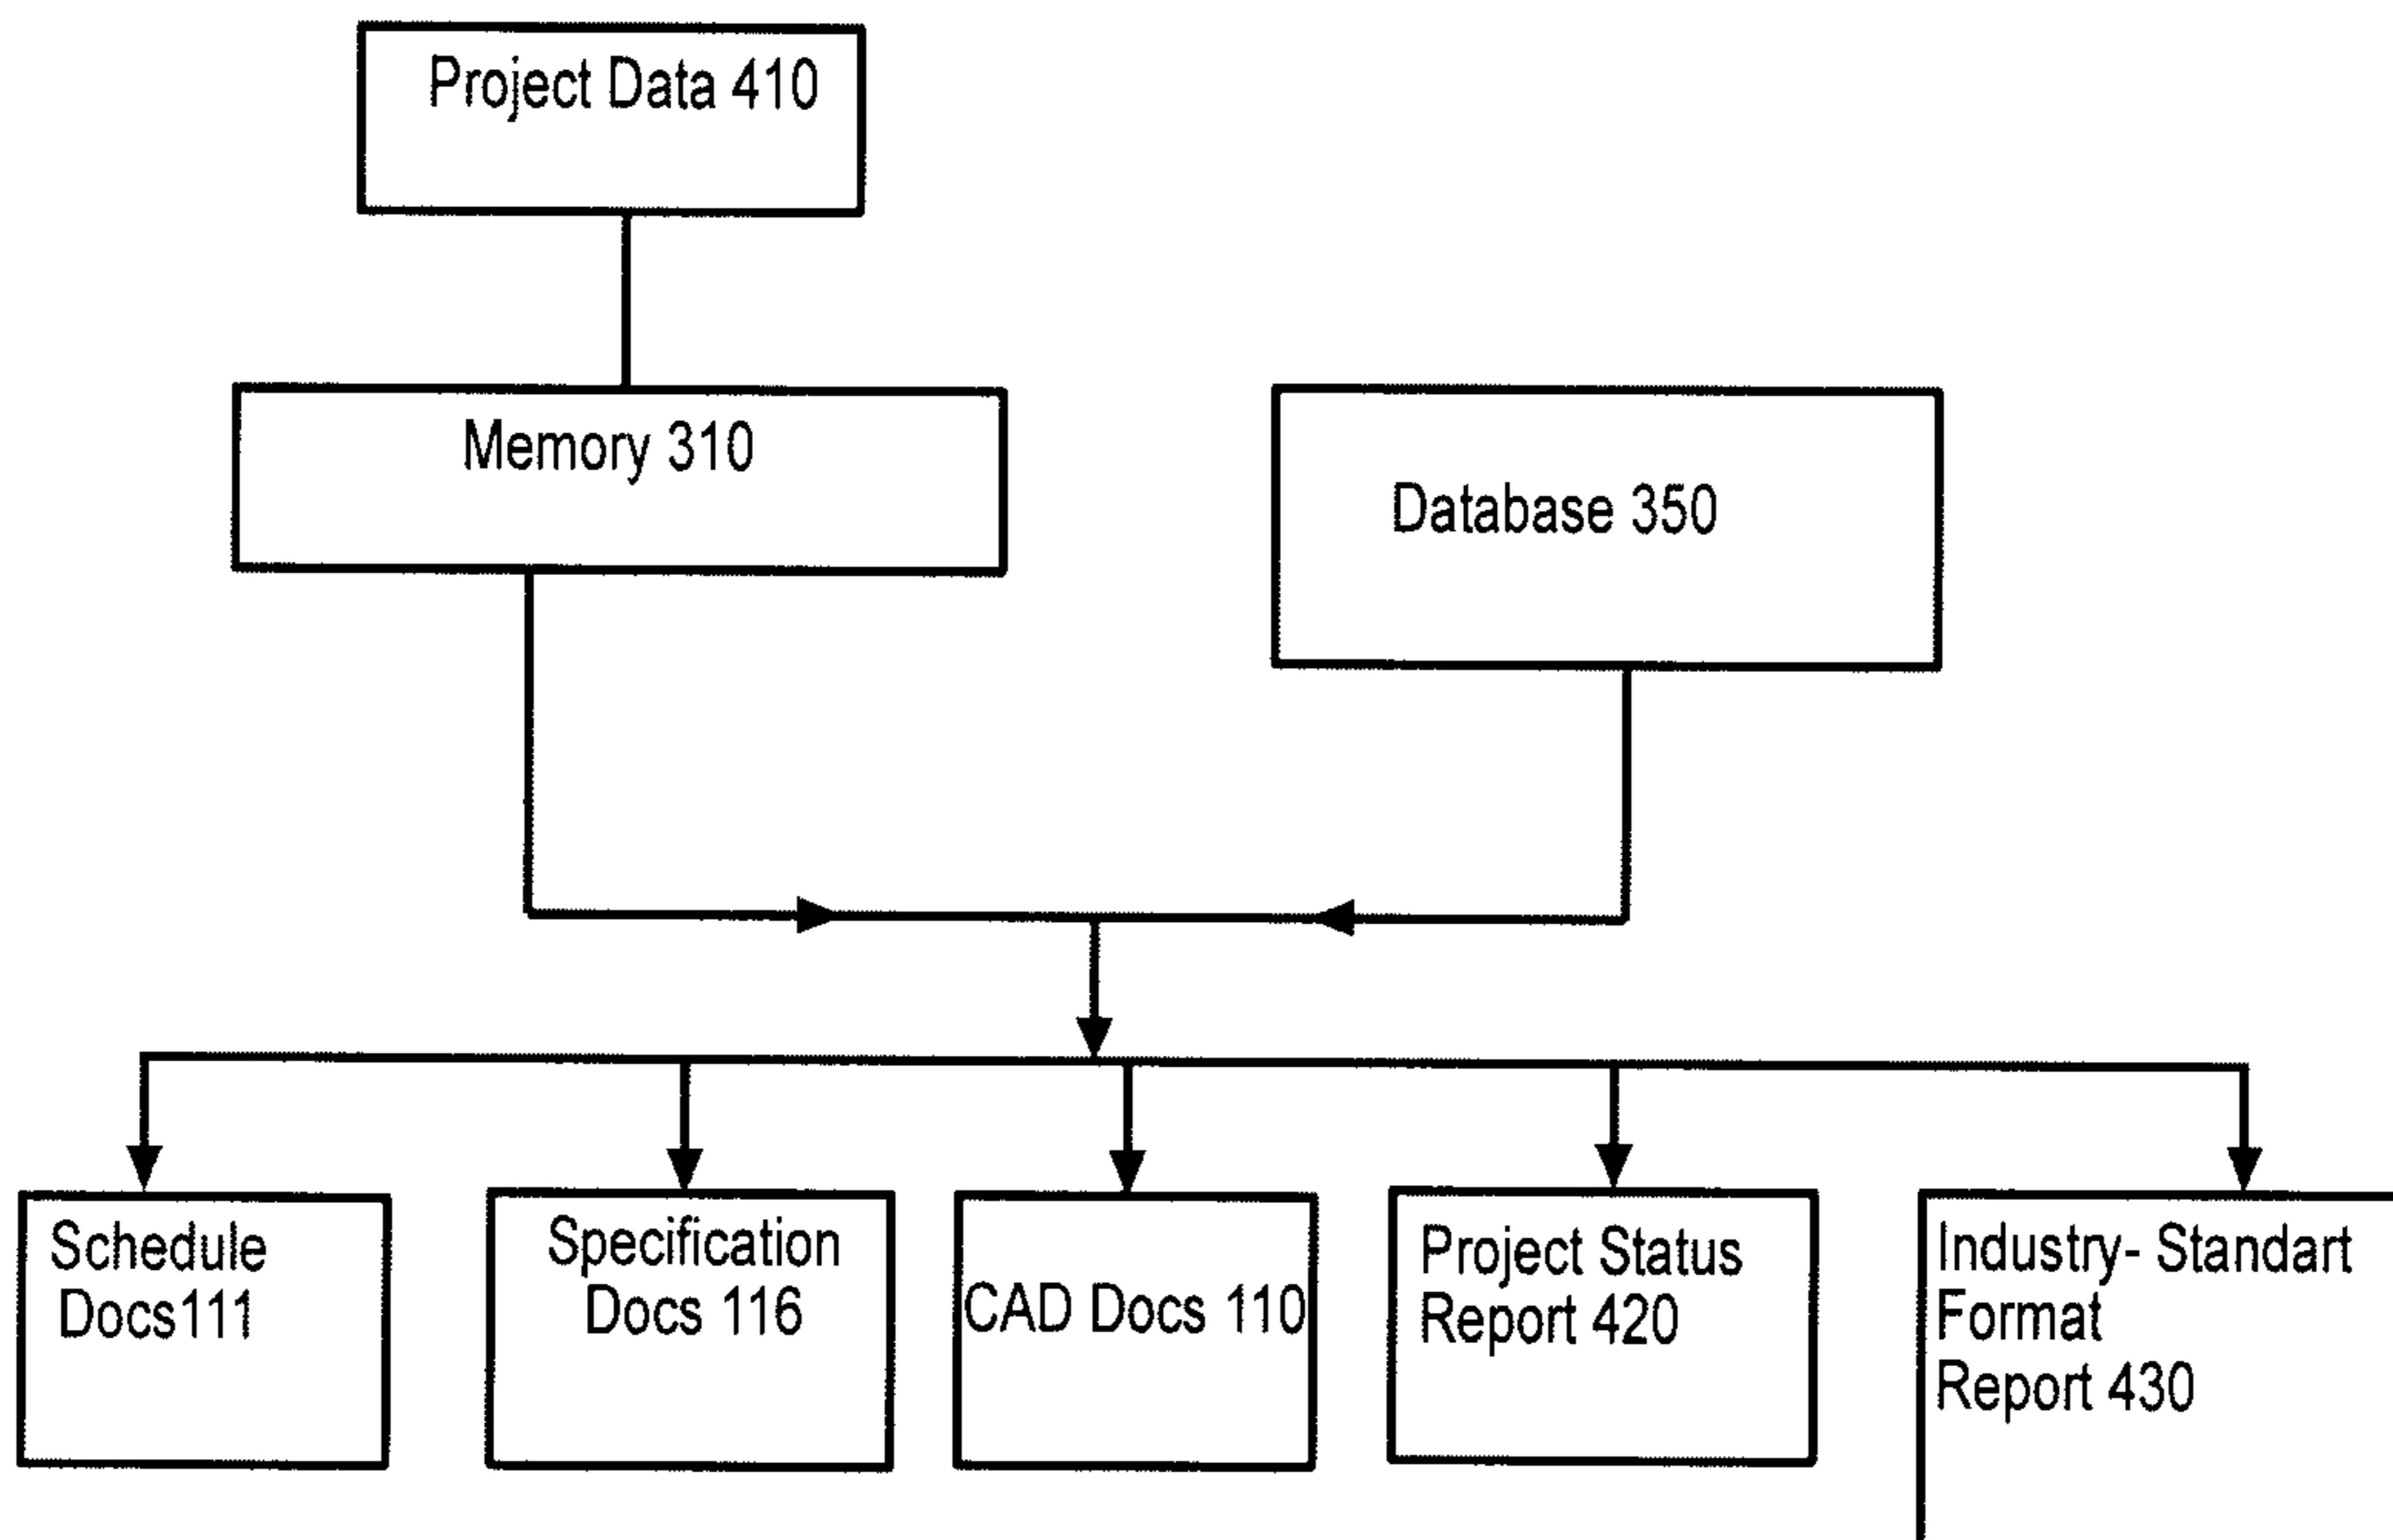 Project Data 410
Memory 310
Database 350
Schedule
Docs111
Specification
Docs 116
CAD Docs 110
Project Status
Report 420
Industry- Standart
Format
Report 430